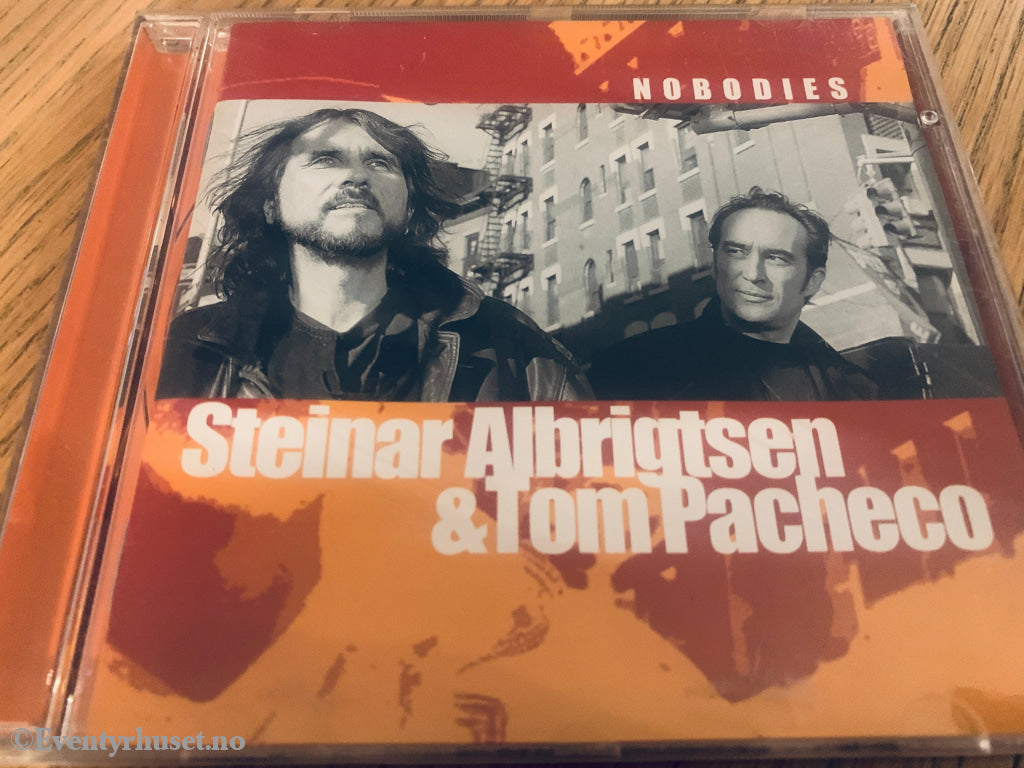 NOBODIES
Steinar Albrigtsen
& Tom Pacheco
©Eventyrhuset.no